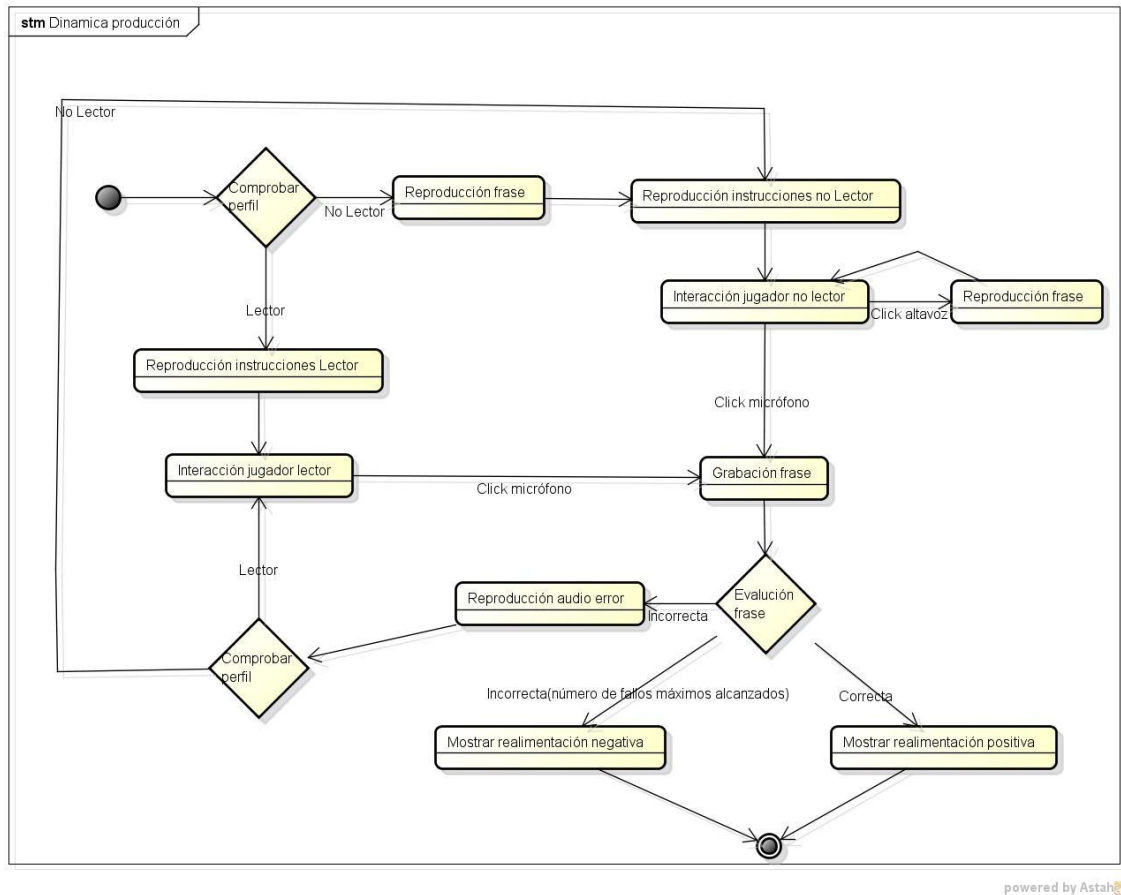 stm Dinamica producción
No Lector
Comprobar
perfil
No Lector
Reproducción frase
Reproducción instrucciones no Lector
Interacción jugador no lector
Click altavoz
Reproducción frase
Lector
Reproducción instrucciones Lector
Click micrófono
Interacción jugador lector
Click micrófono
Grabación frase
Lector
Reproducción audio error
Incorrecta
Evalución
frase
Comprobar
perfil
Incorrecta(número de fallos máximos alcanzados)
Correcta
Mostrar realimentación negativa
Mostrar realimentación positiva
powered by Astah